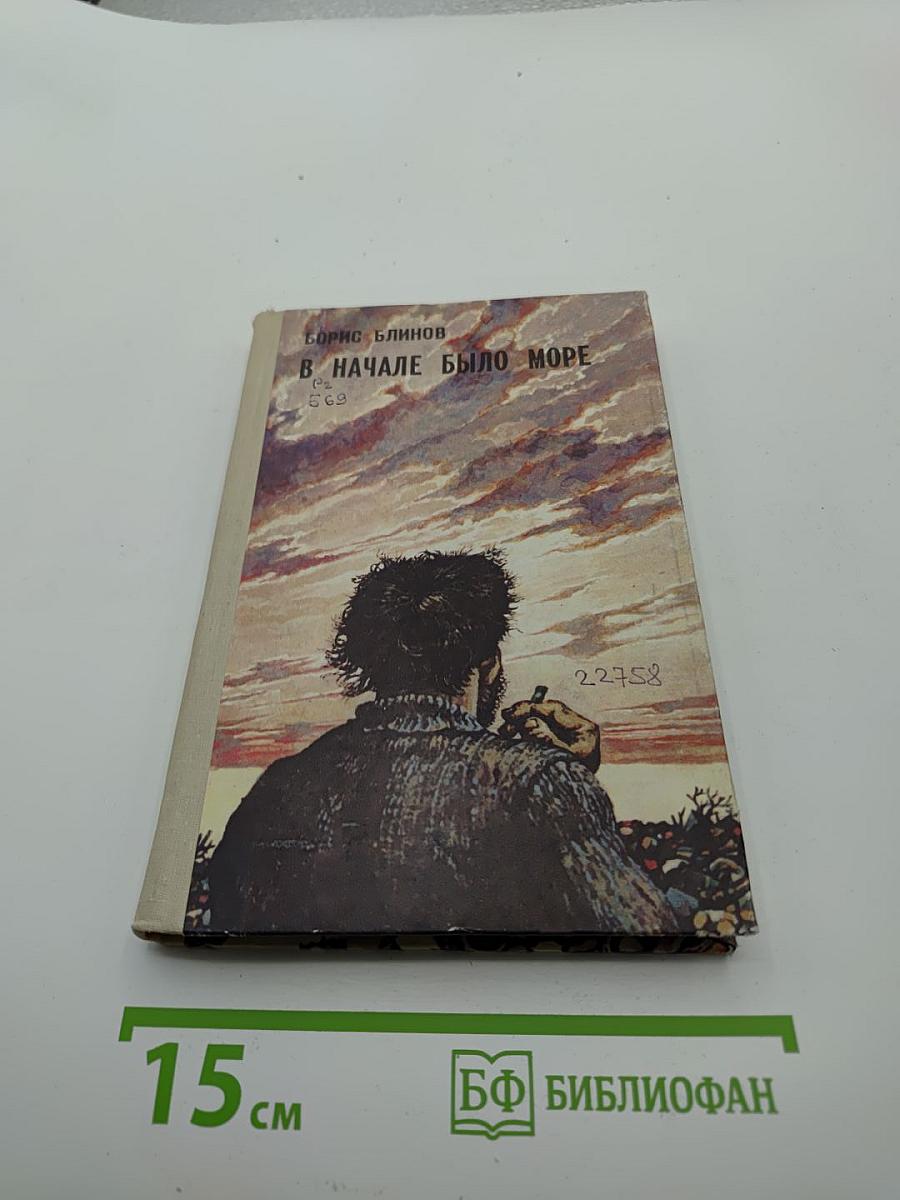 БОРИС БЛИНОВ
В НАЧАЛЕ БЫЛО МОРЕ
Р2
569
22758
15 см
БФ БИБЛИОФАН